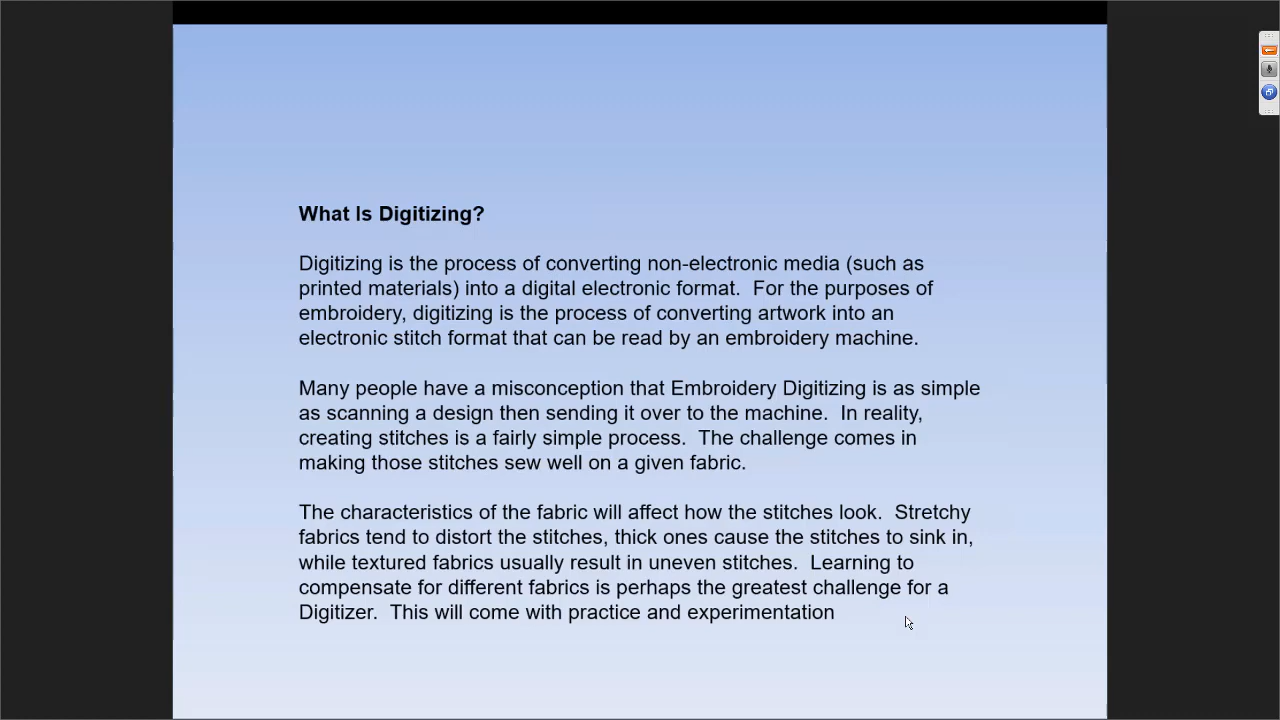 What Is Digitizing?
Digitizing is the process of converting non-electronic media (such as
printed materials) into a digital electronic format.  For the purposes of
embroidery, digitizing is the process of converting artwork into an
electronic stitch format that can be read by an embroidery machine.
Many people have a misconception that Embroidery Digitizing is as simple
as scanning a design then sending it over to the machine.  In reality,
creating stitches is a fairly simple process.  The challenge comes in
making those stitches sew well on a given fabric.
The characteristics of the fabric will affect how the stitches look.  Stretchy
fabrics tend to distort the stitches, thick ones cause the stitches to sink in,
while textured fabrics usually result in uneven stitches.  Learning to
compensate for different fabrics is perhaps the greatest challenge for a
Digitizer.  This will come with practice and experimentation